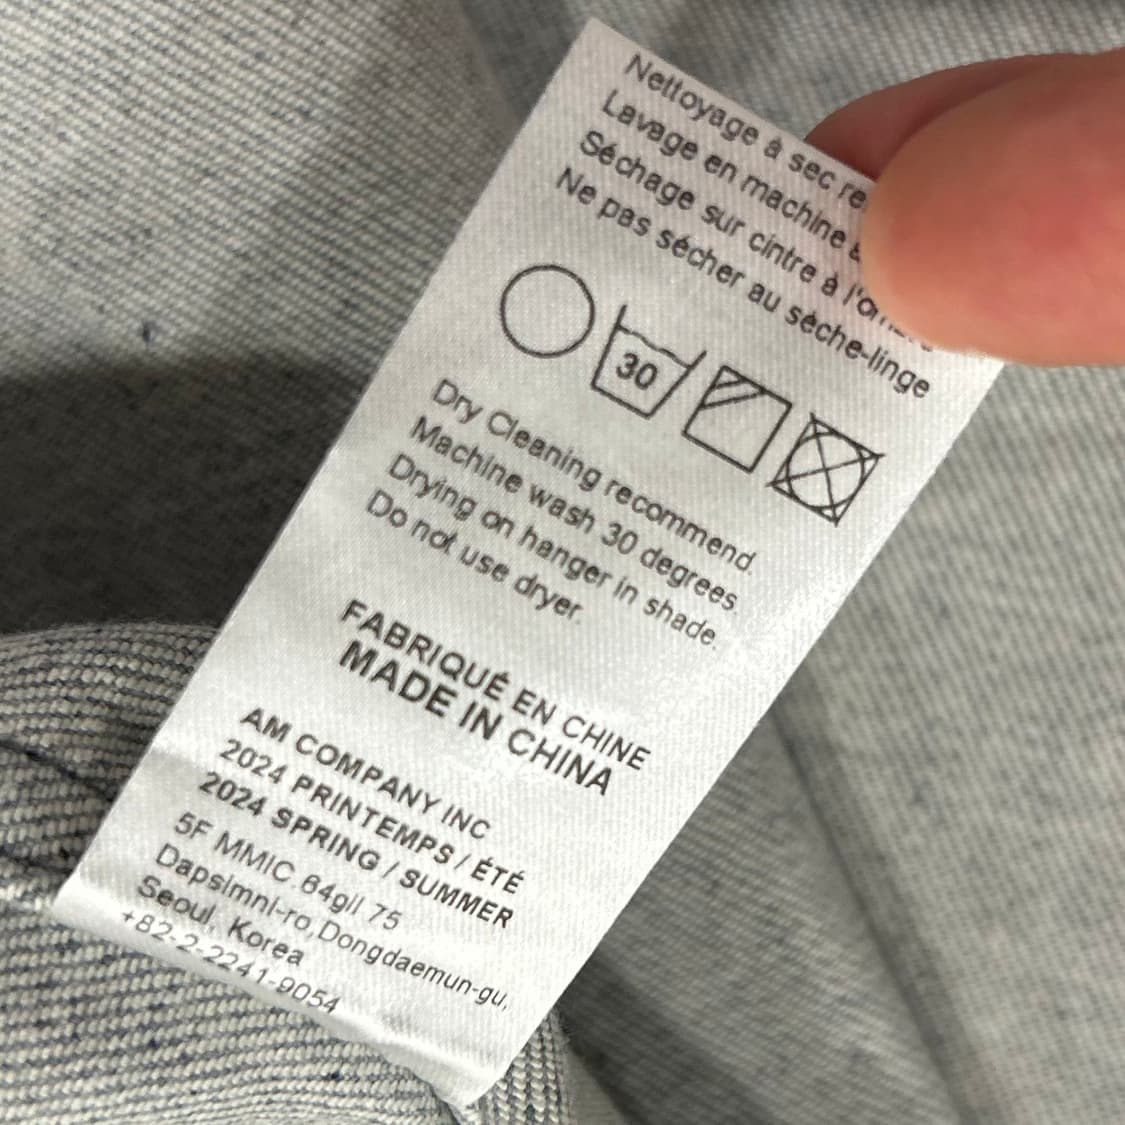 Nettoyage à sec
Lavage en machine
Séchage sur cintre à
Ne pas sécher au sèche-linge
30
Dry Cleaning recommend.
Machine wash 30 degrees.
Drying on hanger in shade.
Do not use dryer.
FABRIQUÉ EN CHINE
MADE IN CHINA
AM COMPANY INC
2024 PRINTEMPS / ÉTÉ
2024 SPRING / SUMMER
5F MMIC.64gil 75
Dapsimni-ro,Dongdaemun-gu,
Seoul, Korea
+82-2-2241-9054